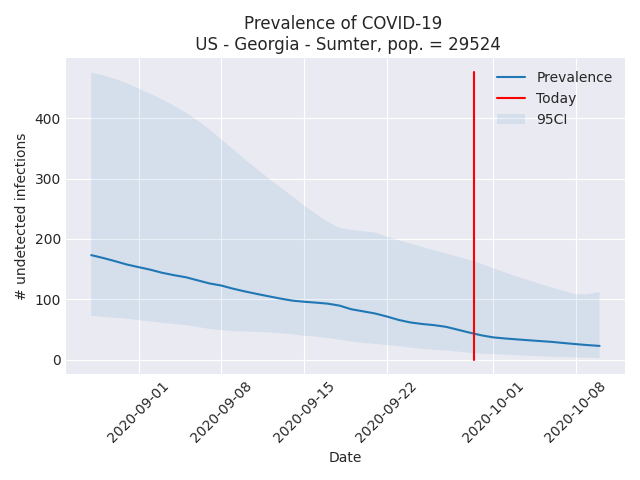 Prevalence of COVID-19
US - Georgia - Sumter, pop. = 29524
Prevalence
Today
95CI
# undetected infections
400
300
200
100
0
2020-09-01
2020-09-08
2020-09-15
2020-09-22
2020-10-01
2020-10-08
Date